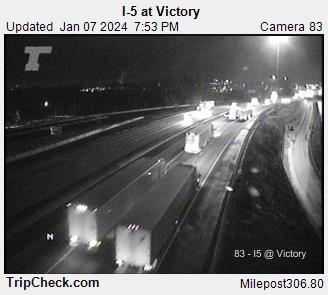 I-5 at Victory
Updated Jan 07 2024 7:53 PM Camera 83
T
N
83 - I5 @ Victory
TripCheck.com Milepost306.80